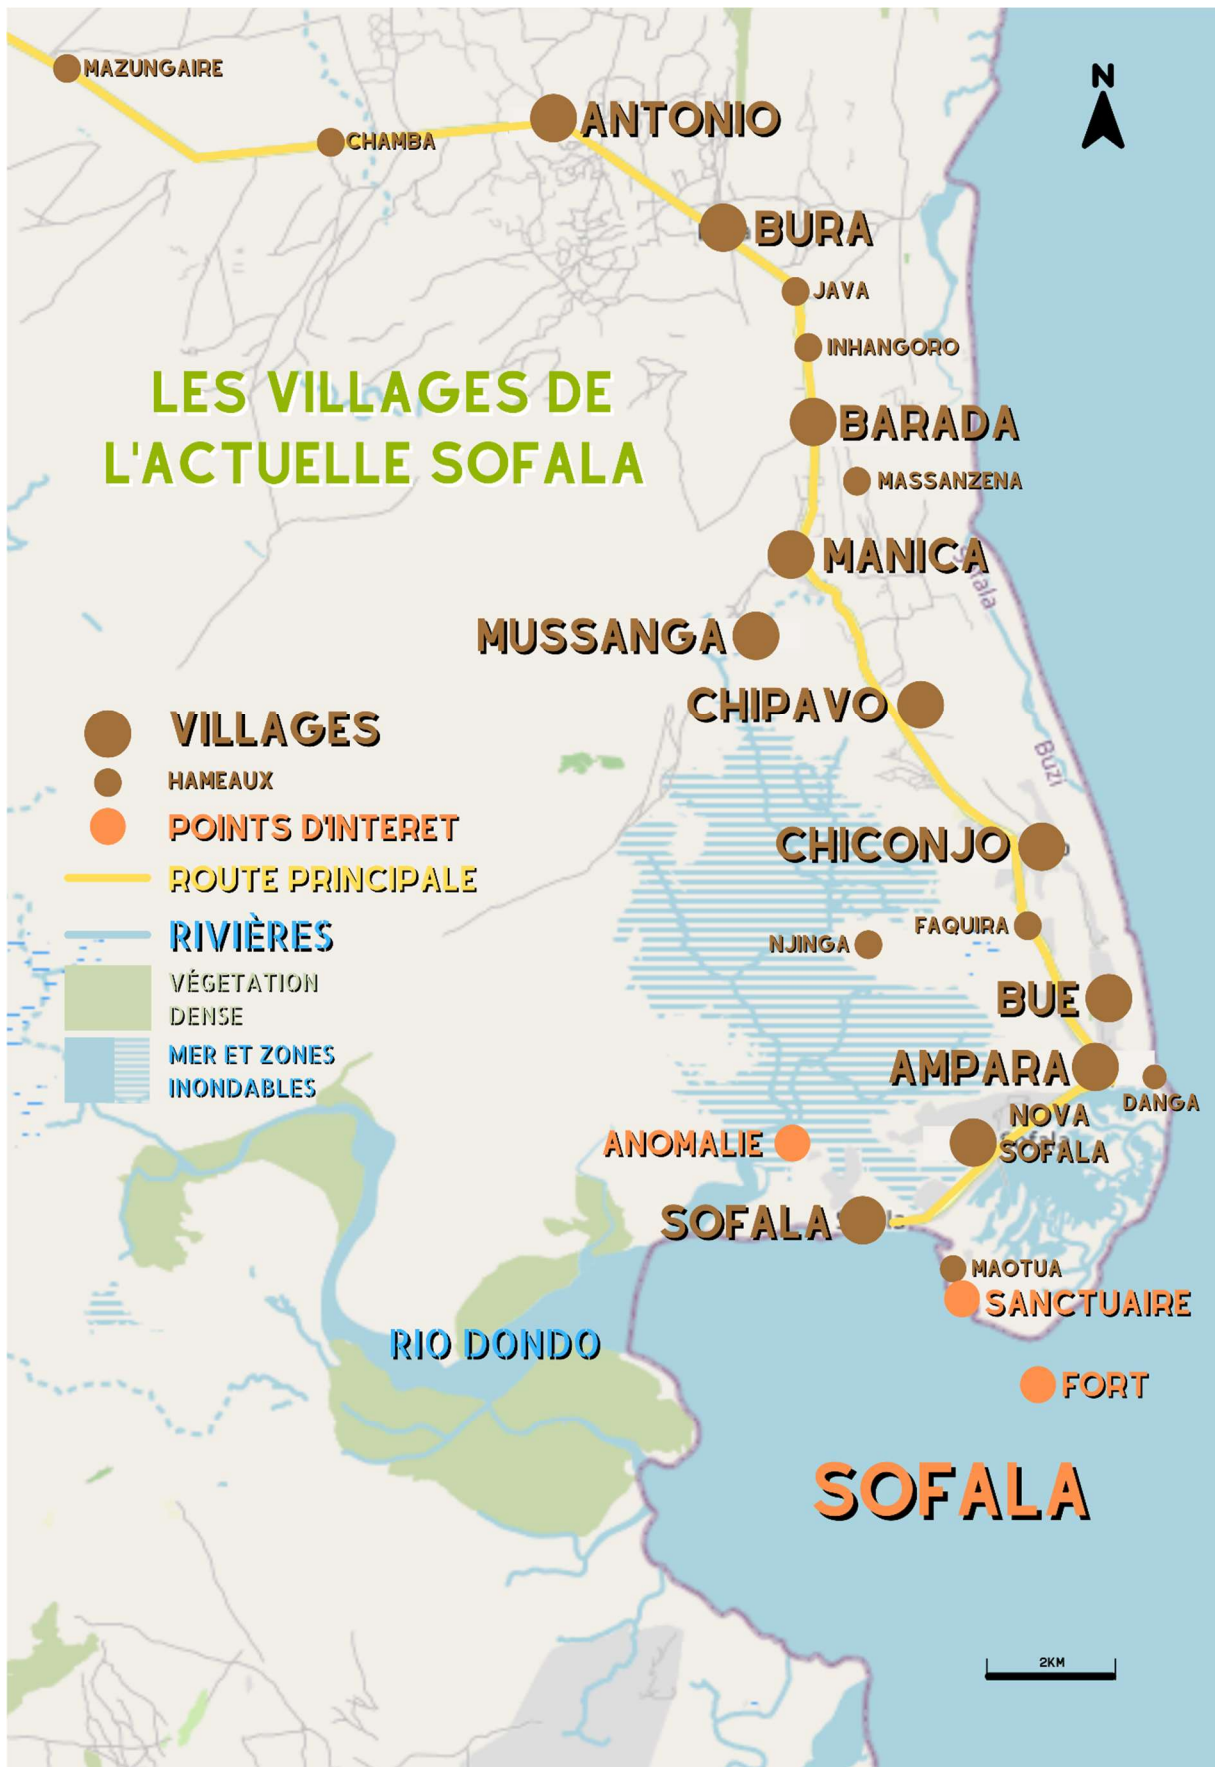 N
MAZUNGAIRE
ANTONIO
CHAMBA
BURA
JAVA
INHANGORO
LES VILLAGES DE
L'ACTUELLE SOFALA
BARADA
MASSANZENA
MANICA
Sofala
MUSSANGA
CHIPAVO
VILLAGES
Buzi
HAMEAUX
POINTS D'INTERET
CHICONJO
ROUTE PRINCIPALE
FAQUIRA
RIVIÈRES
NJINGA
VÉGETATION
DENSE
BUE
MER ET ZONES
INONDABLES
AMPARA
DANGA
NOVA
SOFALA
ANOMALIE
SOFALA
MAOTUA
SANCTUAIRE
RIO DONDO
FORT
SOFALA
2KM